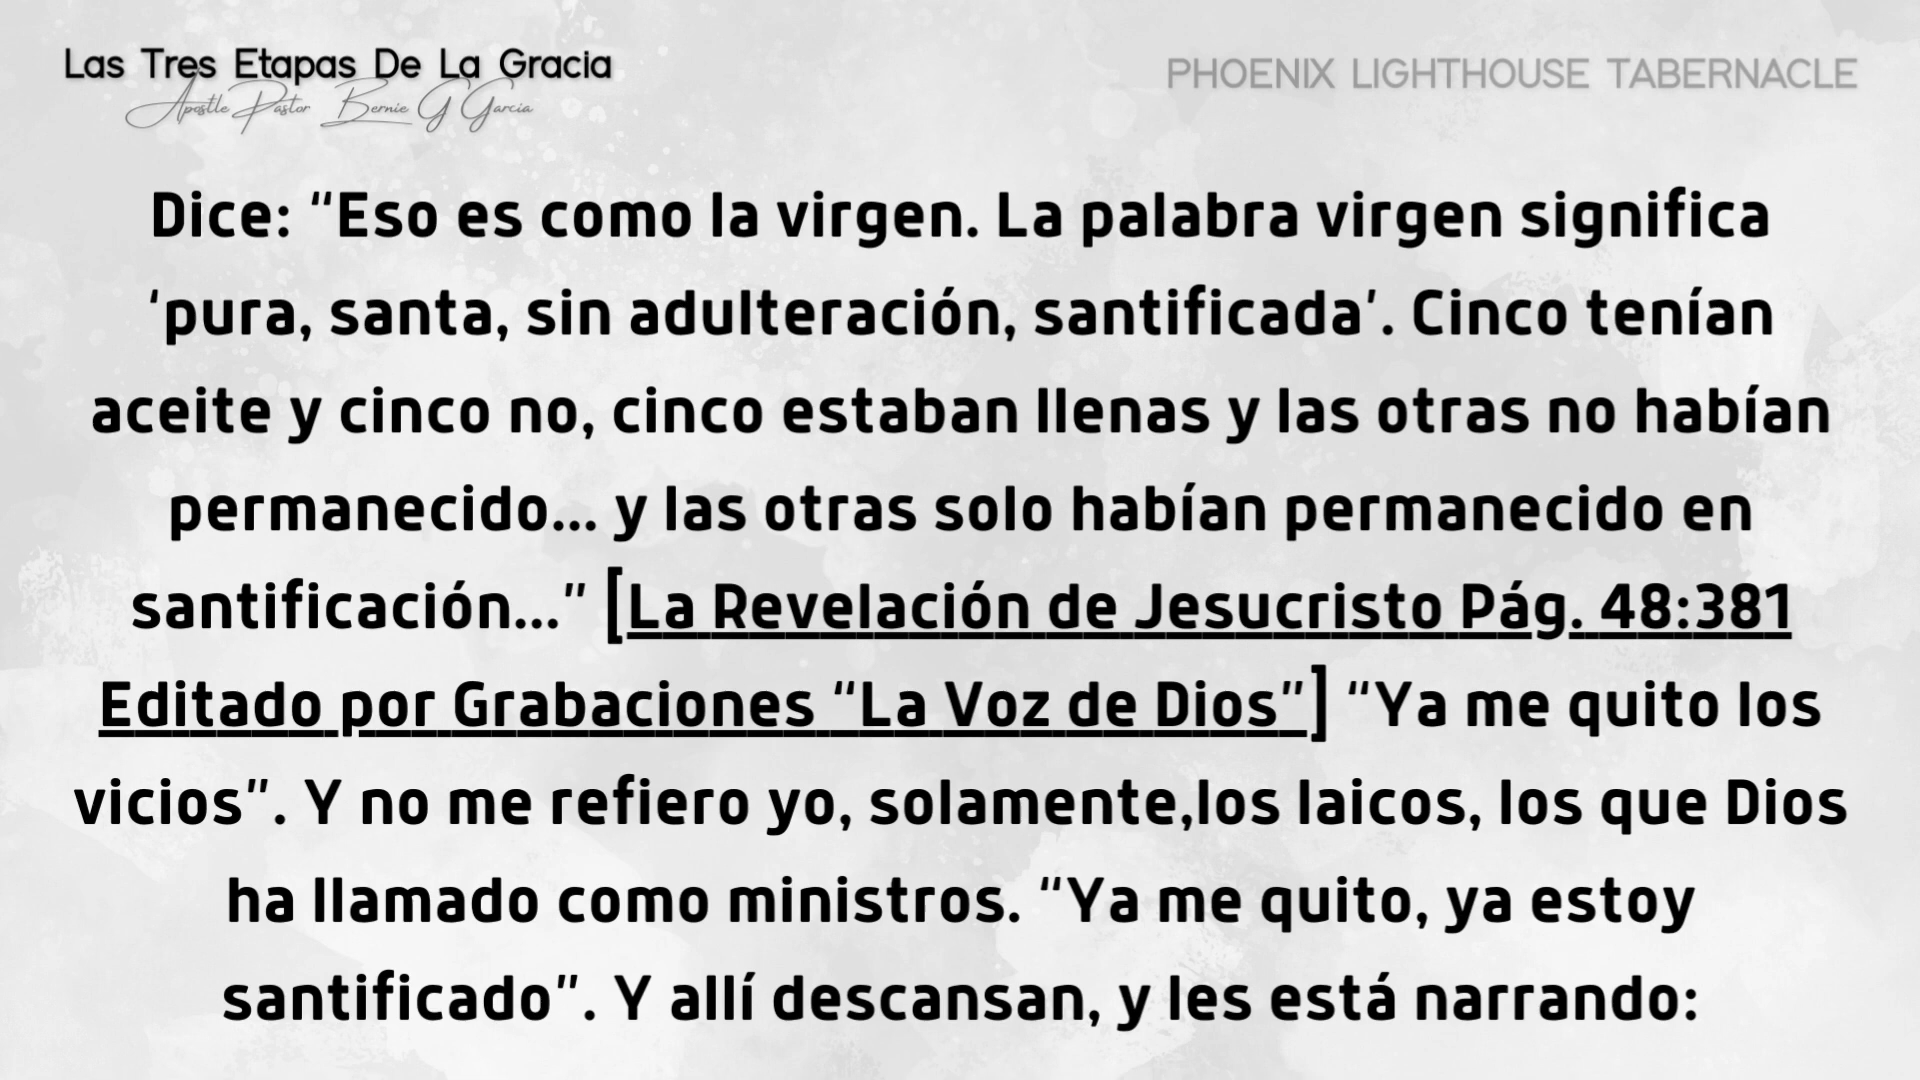 Las Tres Etapas De La Gracia
Apostle Pastor Bernie G Garcia
PHOENIX LIGHTHOUSE TABERNACLE
Dice: “Eso es como la virgen. La palabra virgen significa
‘pura, santa, sin adulteración, santificada’. Cinco tenían
aceite y cinco no, cinco estaban llenas y las otras no habían
permanecido... y las otras solo habían permanecido en
santificación...” [La Revelación de Jesucristo Pág. 48:381
Editado por Grabaciones “La Voz de Dios”] “Ya me quito los
vicios”. Y no me refiero yo, solamente,los laicos, los que Dios
ha llamado como ministros. “Ya me quito, ya estoy
santificado”. Y allí descansan, y les está narrando: